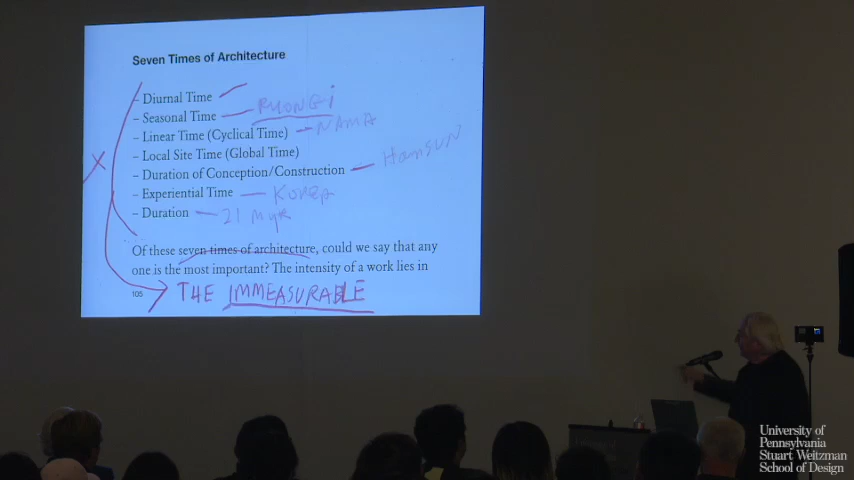 Seven Times of Architecture
– Diurnal Time
– Seasonal Time
– Linear Time (Cyclical Time) – NAMA
– Local Site Time (Global Time)
– Duration of Conception/Construction – HamSUN
– Experiential Time – KOREA
– Duration – 21
X
Of these seven times of architecture, could we say that any
one is the most important? The intensity of a work lies in
105
THE IMMEASURABLE
University of
Pennsylvania
Stuart Weitzman
School of Design